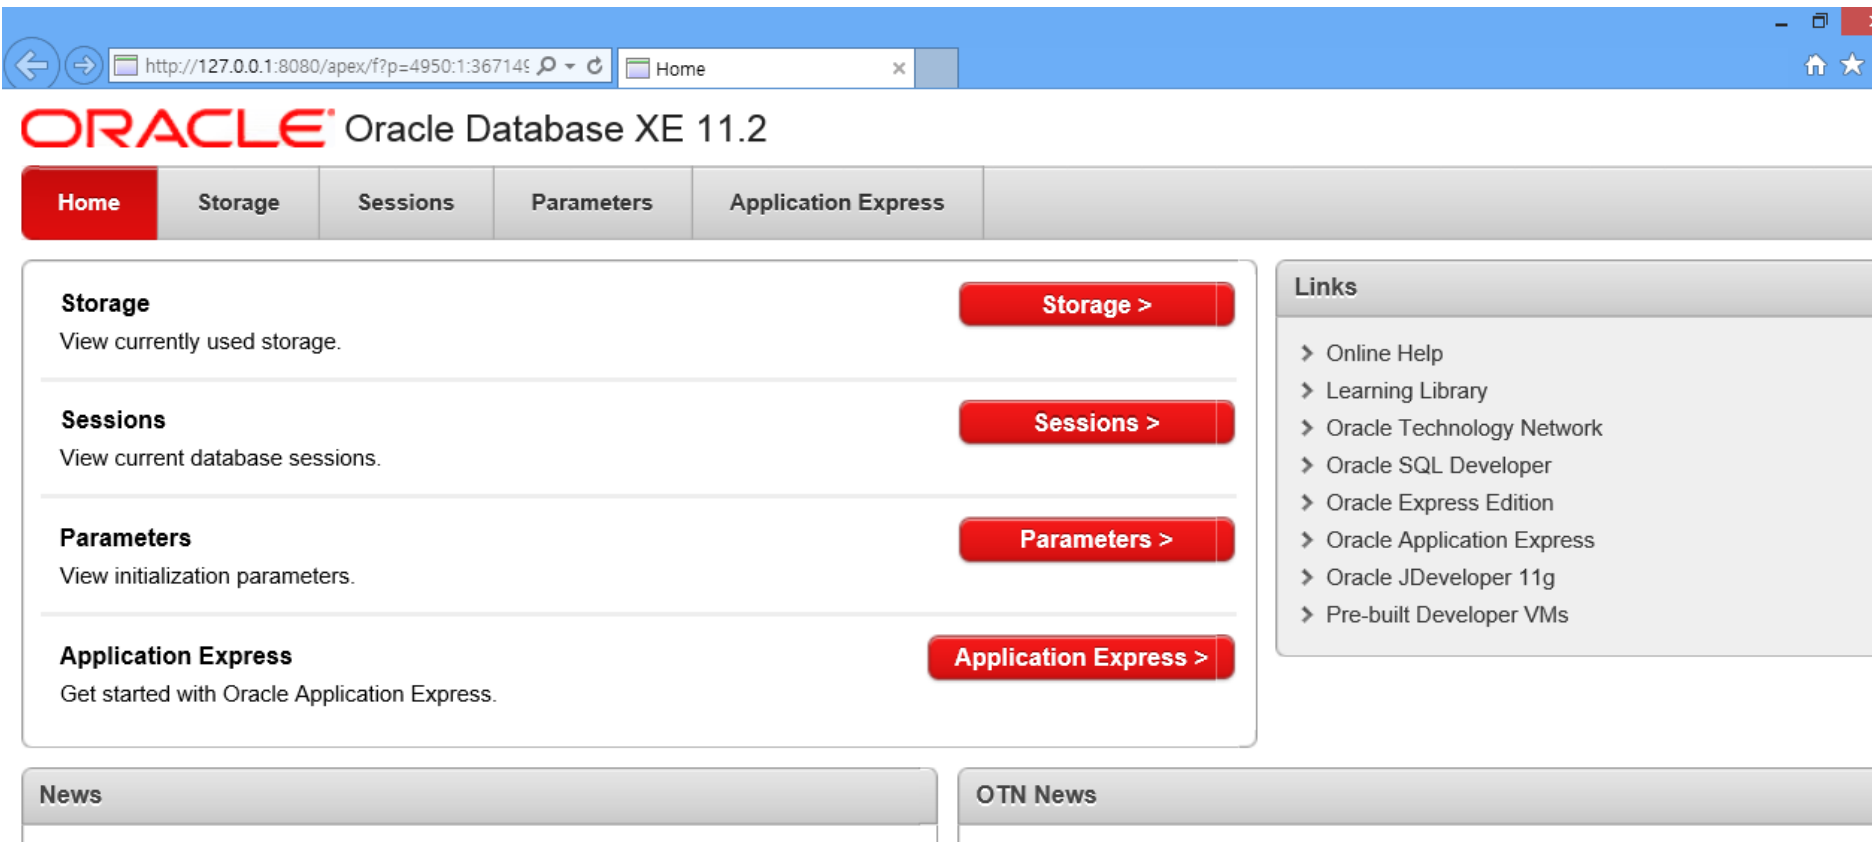 http://127.0.0.1:8080/apex/f?p=4950:1:367149
Home
ORACLE Oracle Database XE 11.2
Home Storage Sessions Parameters Application Express
Storage
View currently used storage.
Storage >
Sessions
View current database sessions.
Sessions >
Parameters
View initialization parameters.
Parameters >
Application Express
Get started with Oracle Application Express.
Application Express >
Links
Online Help
Learning Library
Oracle Technology Network
Oracle SQL Developer
Oracle Express Edition
Oracle Application Express
Oracle JDeveloper 11g
Pre-built Developer VMs
News
OTN News